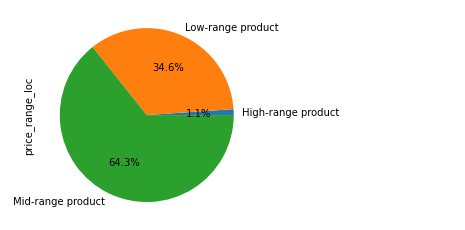 Low-range product
34.6%
price_range_loc
1.1%
High-range product
64.3%
Mid-range product